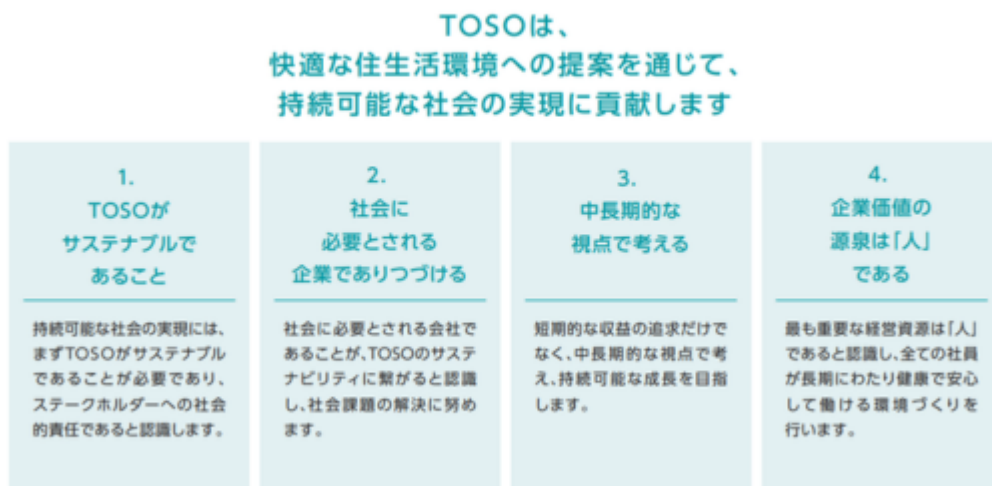 TOSOは、
快適な住生活環境への提案を通じて、
持続可能な社会の実現に貢献します
1.
TOSOが
サステナブルで
あること
持続可能な社会の実現には、
まずTOSOがサステナブル
であることが必要であり、
ステークホルダーへの社会
的責任であると認識します。
2.
社会に
必要とされる
企業でありつづける
社会に必要とされる会社で
あることが、TOSOのサステ
ナビリティに繋がると認識
し、社会課題の解決に努め
ます。
3.
中長期的な
視点で考える
短期的な収益の追求だけで
なく、中長期的な視点で考
え、持続可能な成長を目指
します。
4.
企業価値の
源泉は「人」
である
最も重要な経営資源は「人」
であると認識し、全ての社員
が長期にわたり健康で安心
して働ける環境づくりを
行います。